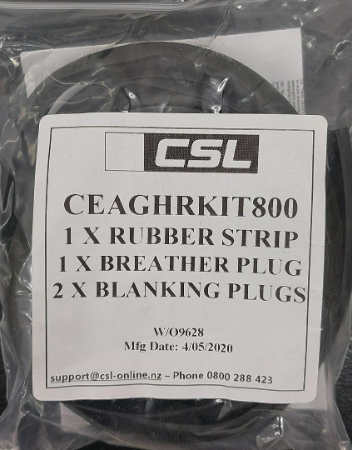 CSL
CEAGHRKIT800
1 X RUBBER STRIP
1 X BREATHER PLUG
2 X BLANKING PLUGS
W/O9628
Mfg Date: 4/05/2020
support@csl-online.nz – Phone 0800 288 423